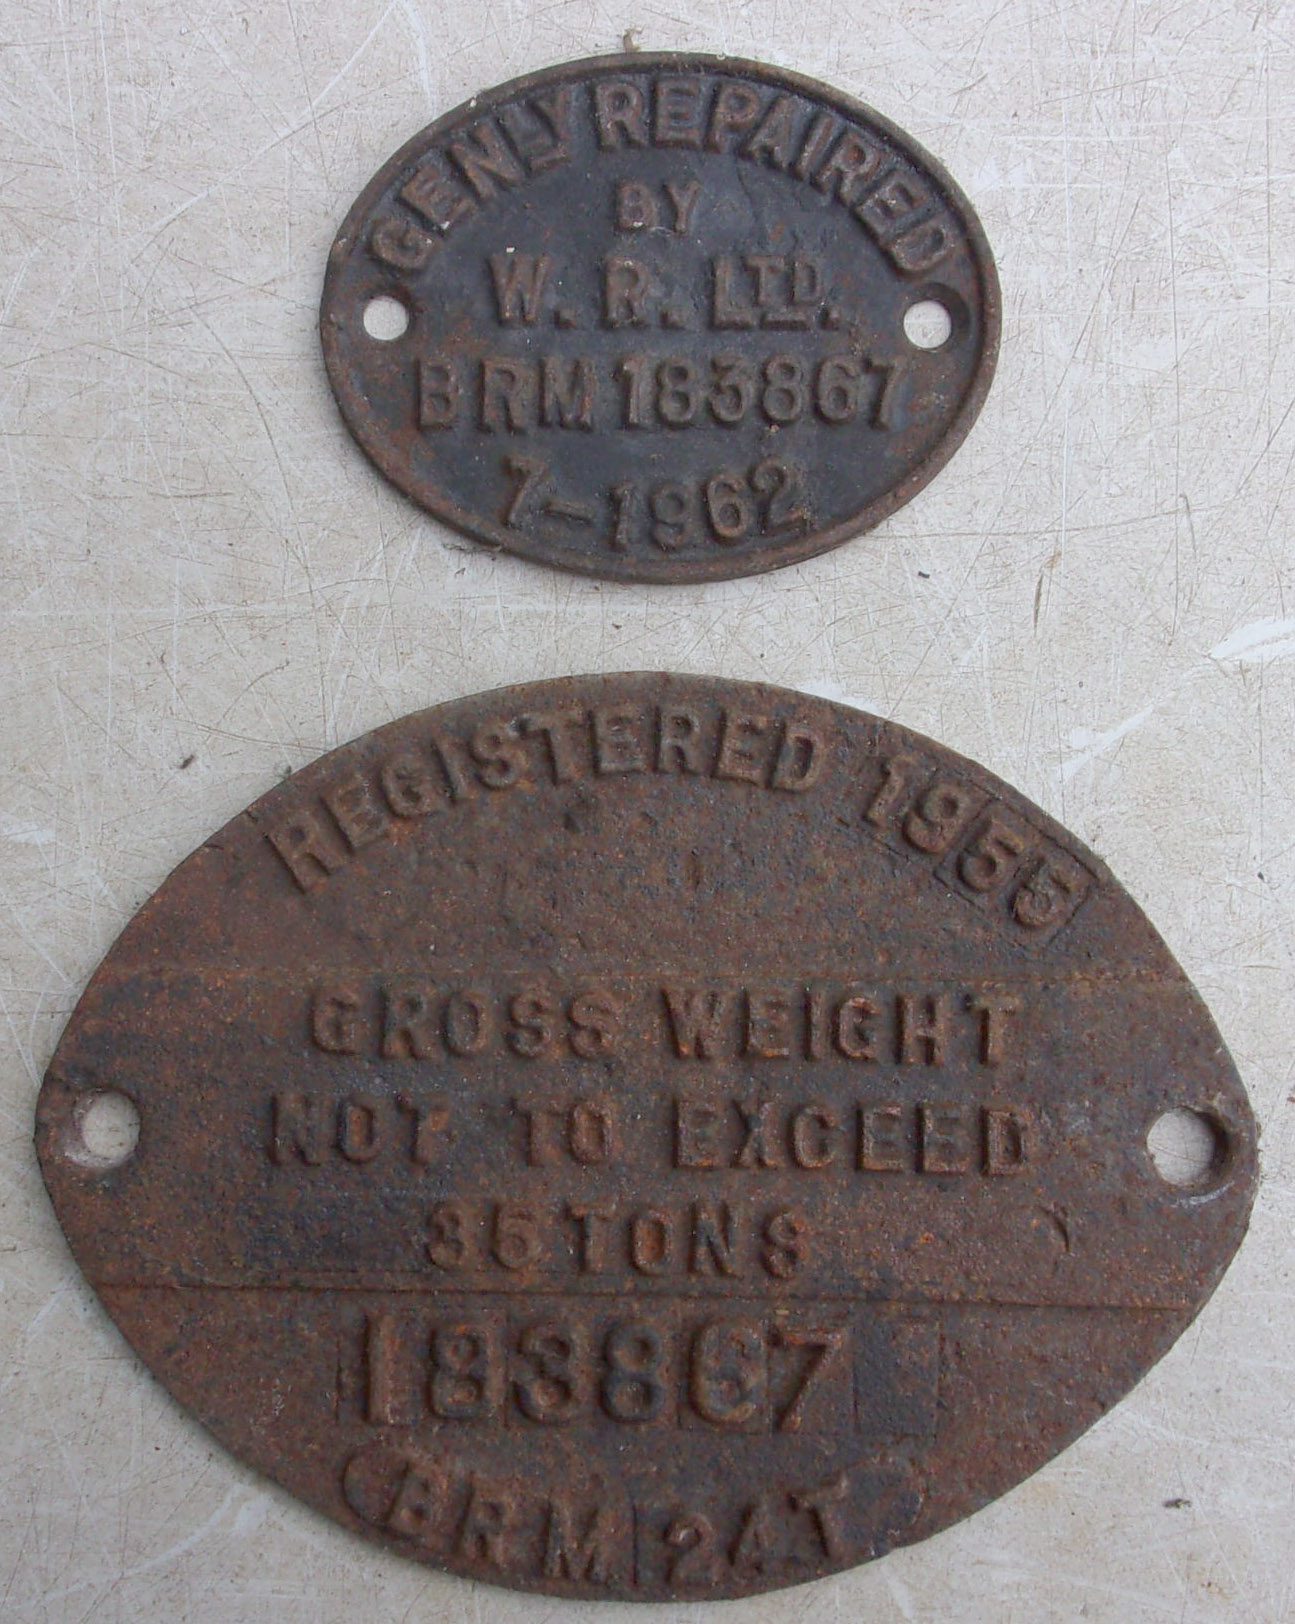 GENLY REPAIRED
BY
W. R. LTD.
BRM 183867
7-1962
REGISTERED 1955
GROSS WEIGHT
NOT TO EXCEED
35 TONS
183867
BRM 24T